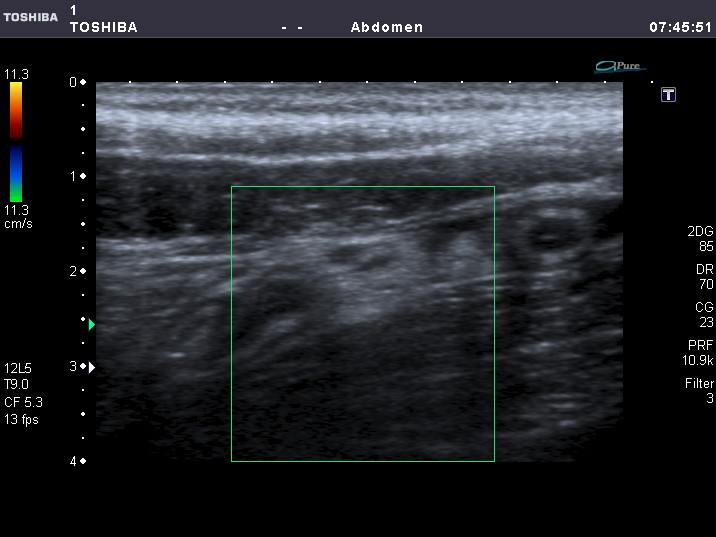 TOSHIBA
1
TOSHIBA - - Abdomen 07:45:51
11.3
11.3
cm/s
aPure
T
0
1
2
3
4
2DG
85
DR
70
CG
23
PRF
10.9k
Filter
3
12L5
T9.0
CF 5.3
13 fps